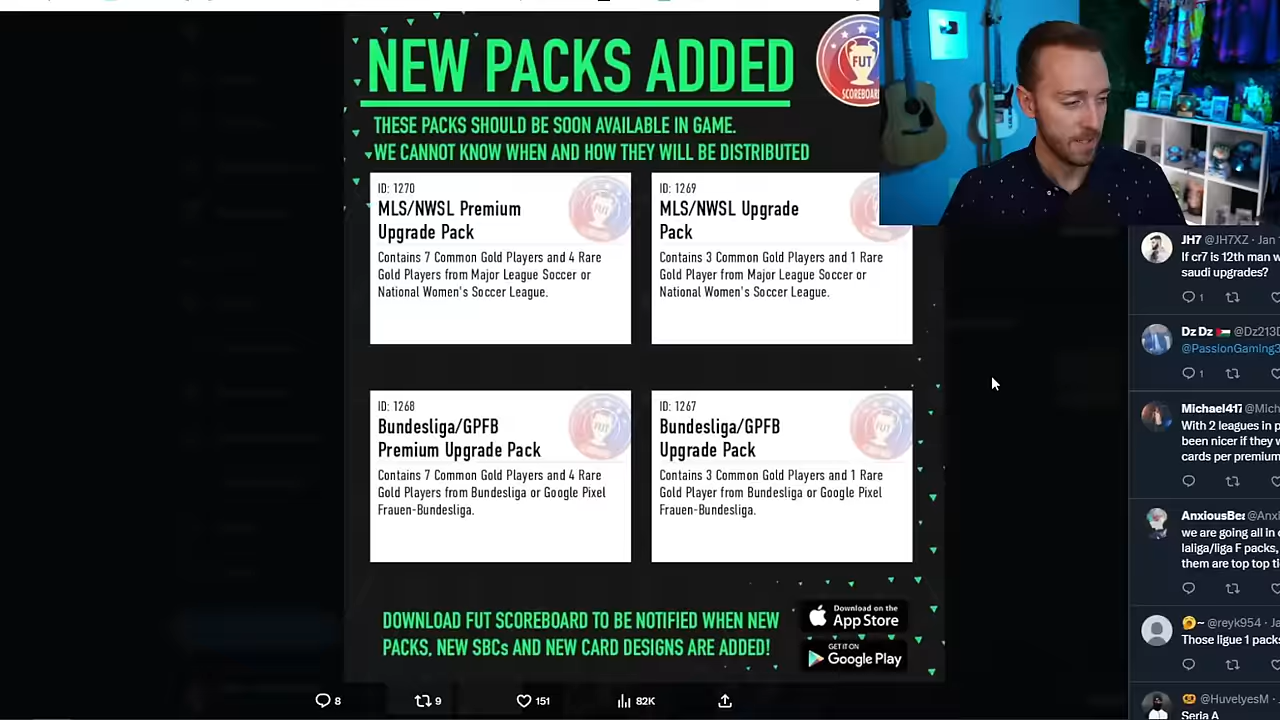 NEW PACKS ADDED
FUT
THESE PACKS SHOULD BE SOON AVAILABLE IN GAME.
WE CANNOT KNOW WHEN AND HOW THEY WILL BE DISTRIBUTED
ID: 1270
MLS/NWSL Premium
Upgrade Pack
Contains 7 Common Gold Players and 4 Rare
Gold Players from Major League Soccer or
National Women's Soccer League.
ID: 1269
MLS/NWSL Upgrade
Pack
Contains 3 Common Gold Players and 1 Rare
Gold Player from Major League Soccer or
National Women's Soccer League.
ID: 1268
Bundesliga/GPFB
Premium Upgrade Pack
Contains 7 Common Gold Players and 4 Rare
Gold Players from Bundesliga or Google Pixel
Frauen-Bundesliga.
ID: 1267
Bundesliga/GPFB
Upgrade Pack
Contains 3 Common Gold Players and 1 Rare
Gold Player from Bundesliga or Google Pixel
Frauen-Bundesliga.
DOWNLOAD FUT SCOREBOARD TO BE NOTIFIED WHEN NEW
PACKS, NEW SBCs AND NEW CARD DESIGNS ARE ADDED!
Download on the
App Store
GET IT ON
Google Play
8 9 151 82K
JH7 @JH7XZ · Jan
If cr7 is 12th man w
saudi upgrades?
1
Dz Dz @Dz213D
@PassionGaming3
1
Michael417 @Mich
With 2 leagues in p
been nicer if they w
cards per premium
AnxiousBea @Anxi
we are going all in o
laliga/liga F packs,
them are top top ti
~ @reyk954 · Ja
Those ligue 1 packs
@HuvelyesM ·
Seria A